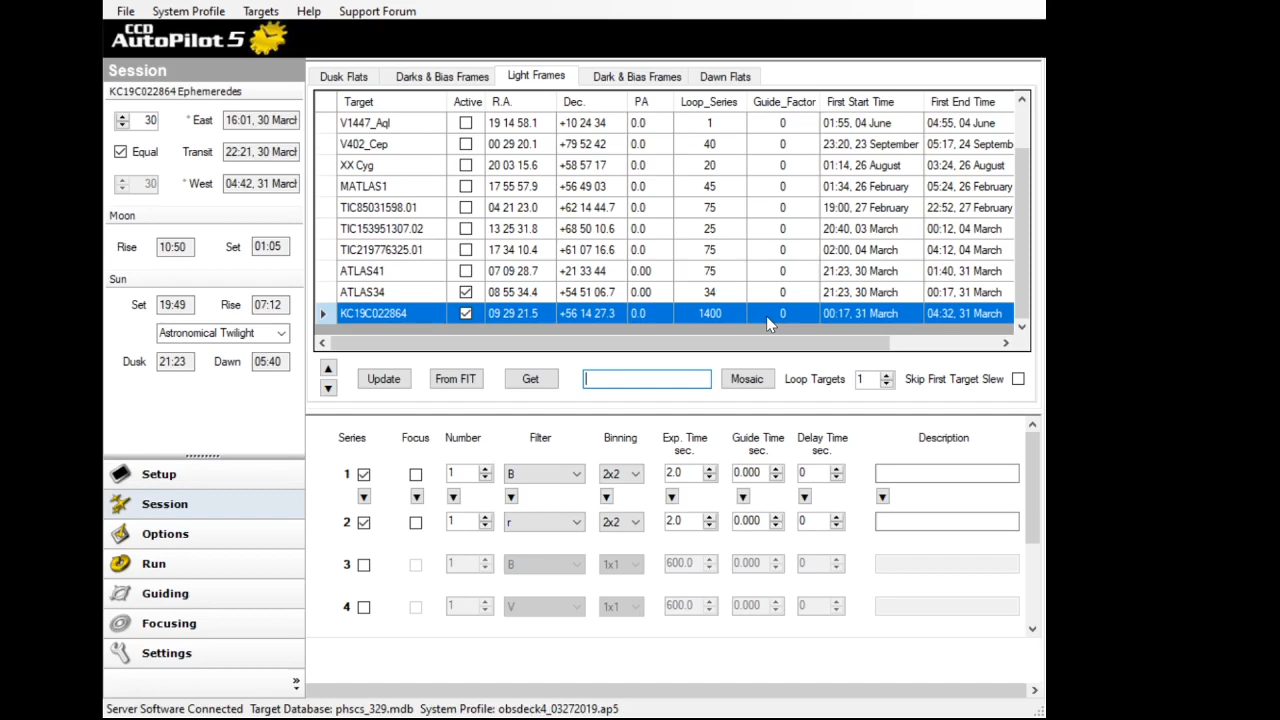 File System Profile Targets Help Support Forum
CCD
AutoPilot 5
Session
KC19C022864 Ephemeredes
30 ° East 16:01, 30 March
Equal Transit 22:21, 30 March
30 ° West 04:42, 31 March
Moon
Rise 10:50 Set 01:05
Sun
Set 19:49 Rise 07:12
Astronomical Twilight
Dusk 21:23 Dawn 05:40
Setup
Session
Options
Run
Guiding
Focusing
Settings
Dusk Flats Darks & Bias Frames Light Frames Dark & Bias Frames Dawn Flats
Target Active R.A. Dec. PA Loop_Series Guide_Factor First Start Time First End Time
V1447_Aql 19 14 58.1 +10 24 34 0.0 1 0 01:55, 04 June 04:55, 04 June
V402_Cep 00 29 20.1 +79 52 42 0.0 40 0 23:20, 23 September 05:17, 24 Septemb
XX Cyg 20 03 15.6 +58 57 17 0.0 20 0 01:14, 26 August 03:24, 26 August
MATLAS1 17 55 57.9 +56 49 03 0.0 45 0 01:34, 26 February 05:24, 26 February
TIC85031598.01 04 21 23.0 +62 14 44.7 0.0 75 0 19:00, 27 February 22:52, 27 February
TIC153951307.02 13 25 31.8 +68 50 10.6 0.0 25 0 20:40, 03 March 00:12, 04 March
TIC219776325.01 17 34 10.4 +61 07 16.6 0.0 75 0 02:00, 04 March 04:12, 04 March
ATLAS41 07 09 28.7 +21 33 44 0.00 75 0 21:23, 30 March 01:40, 31 March
ATLAS34 08 55 34.4 +54 51 06.7 0.00 34 0 21:23, 30 March 00:17, 31 March
KC19C022864 09 29 21.5 +56 14 27.3 0.0 1400 0 00:17, 31 March 04:32, 31 March
Update From FIT Get Mosaic Loop Targets 1 Skip First Target Slew
Series Focus Number Filter Binning Exp. Time sec. Guide Time sec. Delay Time sec. Description
1 1 B 2x2 2.0 0.000 0
2 1 r 2x2 2.0 0.000 0
3 1 B 1x1 600.0 0.000 0
4 1 V 1x1 600.0 0.000 0
Server Software Connected Target Database: phscs_329.mdb System Profile: obsdeck4_03272019.ap5